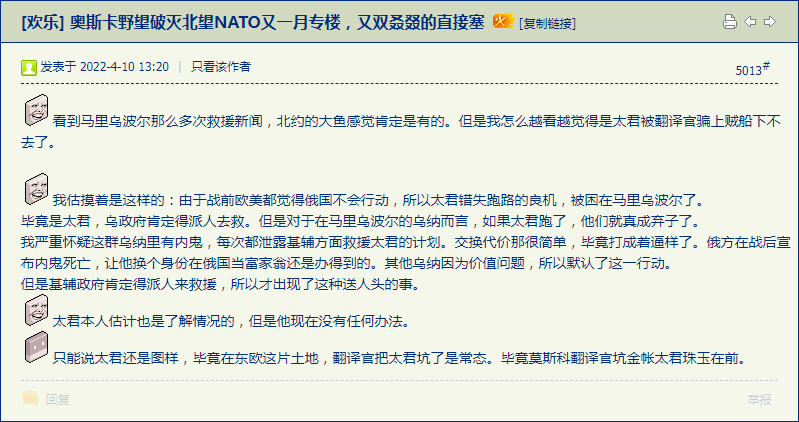 [欢乐] 奥斯卡野望破灭北望NATO又一月专楼，又双叒叕的直接塞 火 [复制链接]
发表于 2022-4-10 13:20 | 只看该作者 5013#
看到马里乌波尔那么多次救援新闻，北约的大鱼感觉肯定是有的。但是我怎么越看越觉得是太君被翻译官骗上贼船下不
去了。
我估摸着是这样的：由于战前欧美都觉得俄国不会行动，所以太君错失跑路的良机，被困在马里乌波尔了。
毕竟是太君，乌政府肯定得派人去救。但是对于在马里乌波尔的乌纳而言，如果太君跑了，他们就真成弃子了。
我严重怀疑这群乌纳里有内鬼，每次都泄露基辅方面救援太君的计划。交换代价那很简单，毕竟打成着逼样了。俄方在战后宣
布内鬼死亡，让他换个身份在俄国当富家翁还是办得到的。其他乌纳因为价值问题，所以默认了这一行动。
但是基辅政府肯定得派人来救援，所以才出现了这种送人头的事。
太君本人估计也是了解情况的，但是他现在没有任何办法。
只能说太君还是图样，毕竟在东欧这片土地，翻译官把太君坑了是常态。毕竟莫斯科翻译官坑金帐太君珠玉在前。
回复 举报